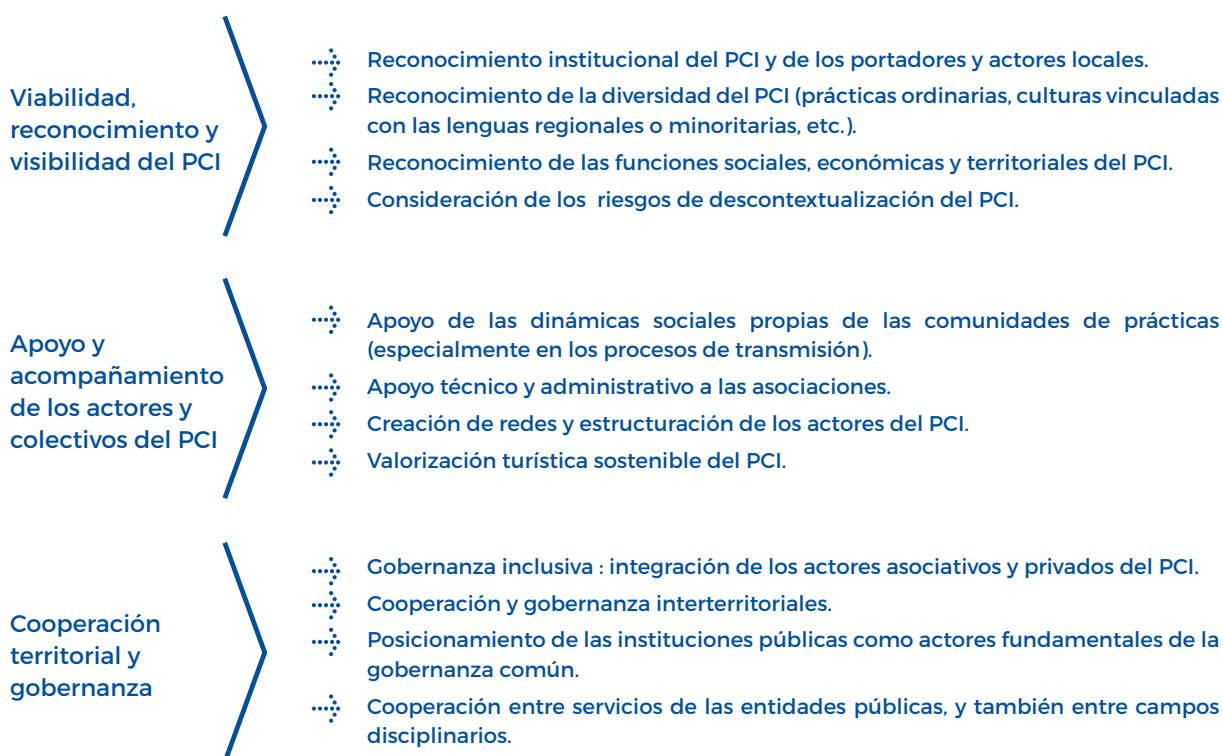 Viabilidad,
reconocimiento y
visibilidad del PCI
Reconocimiento institucional del PCI y de los portadores y actores locales.
Reconocimiento de la diversidad del PCI (prácticas ordinarias, culturas vinculadas
con las lenguas regionales o minoritarias, etc.).
Reconocimiento de las funciones sociales, económicas y territoriales del PCI.
Consideración de los riesgos de descontextualización del PCI.
Apoyo y
acompañamiento
de los actores y
colectivos del PCI
Apoyo de las dinámicas sociales propias de las comunidades de prácticas
(especialmente en los procesos de transmisión).
Apoyo técnico y administrativo a las asociaciones.
Creación de redes y estructuración de los actores del PCI.
Valorización turística sostenible del PCI.
Cooperación
territorial y
gobernanza
Gobernanza inclusiva : integración de los actores asociativos y privados del PCI.
Cooperación y gobernanza interterritoriales.
Posicionamiento de las instituciones públicas como actores fundamentales de la
gobernanza común.
Cooperación entre servicios de las entidades públicas, y también entre campos
disciplinarios.